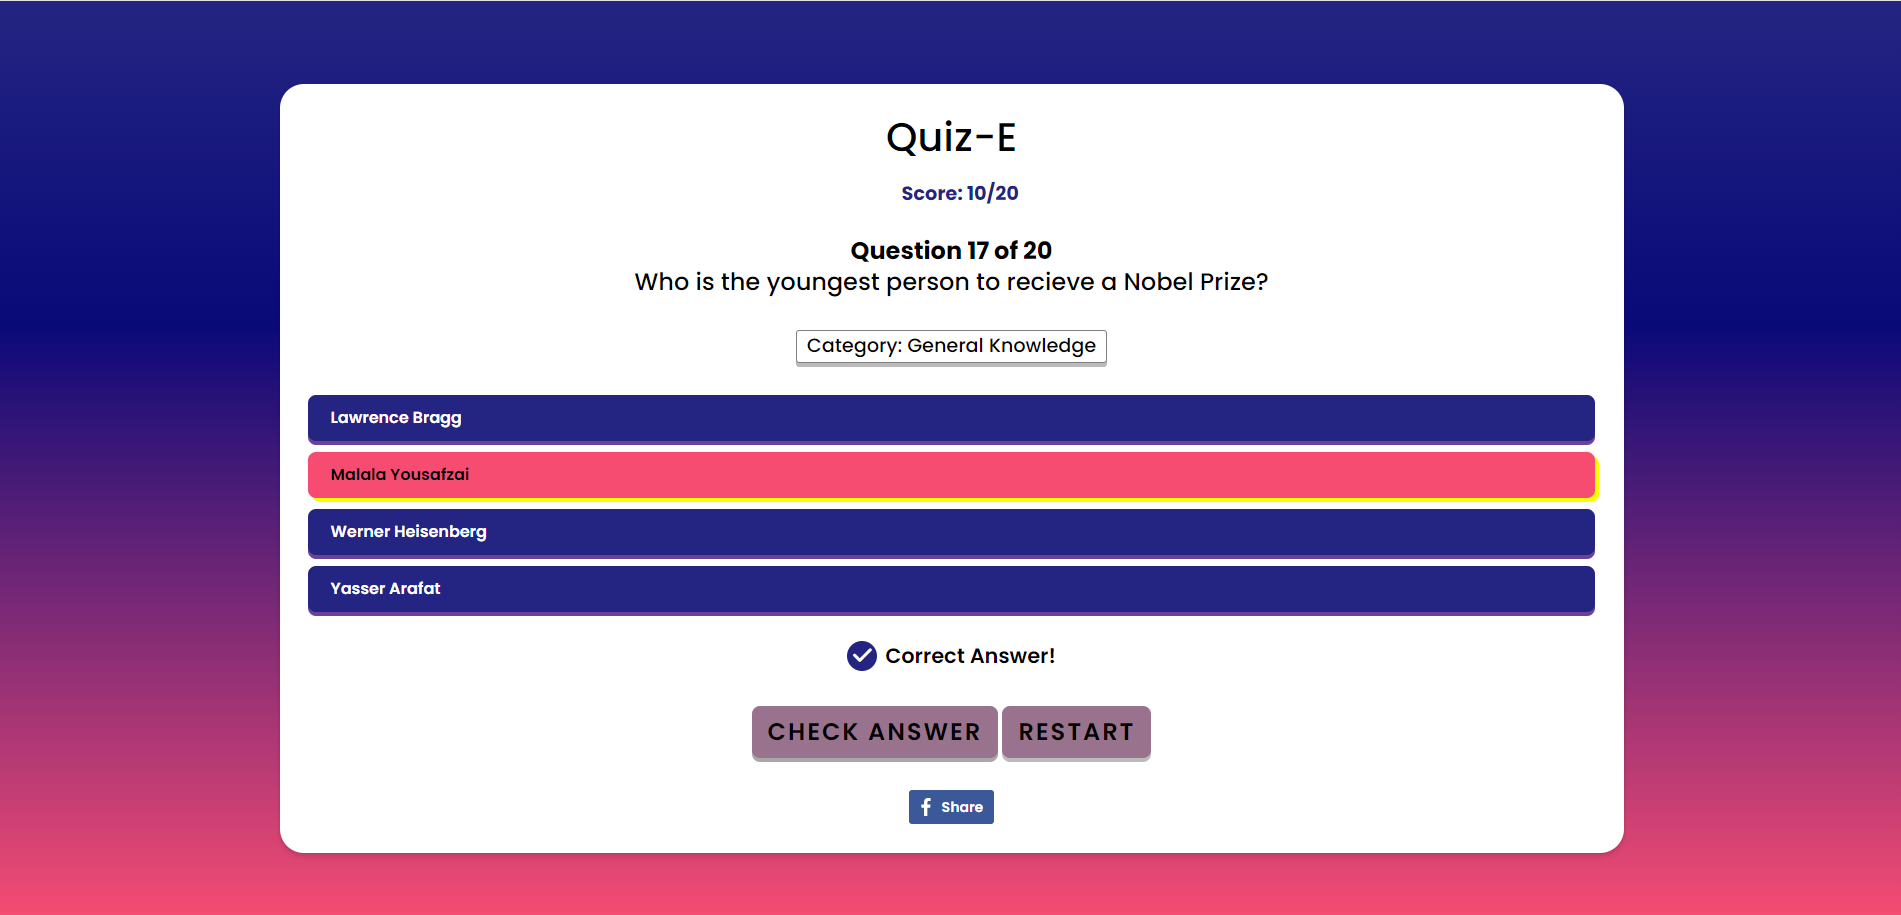 Quiz-E
Score: 10/20
Question 17 of 20
Who is the youngest person to recieve a Nobel Prize?
Category: General Knowledge
Lawrence Bragg
Malala Yousafzai
Werner Heisenberg
Yasser Arafat
Correct Answer!
CHECK ANSWER RESTART
Share